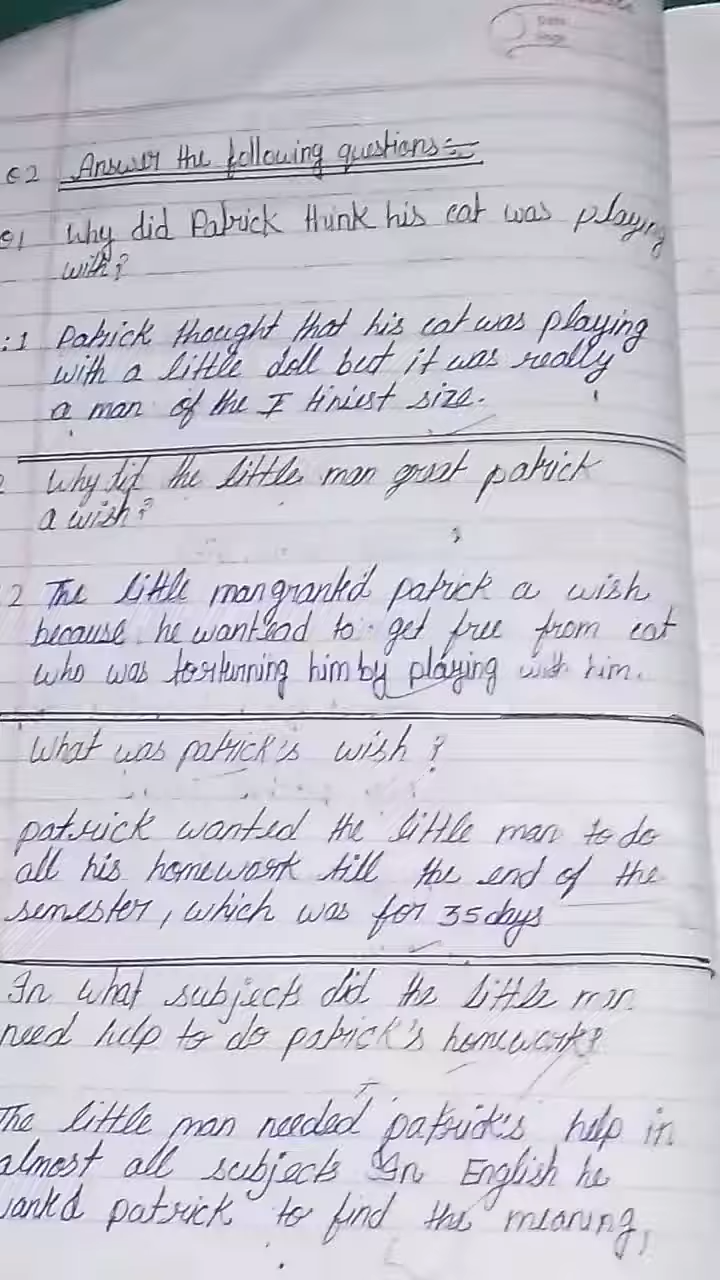 Date
Page
Q2 Answer the following questions :-
Q1 Why did Patrick think his cat was playing
with?
:1 Patrick thought that his cat was playing
with a little doll but it was really
a man of the I tiniest size.
Why did the little man grant patrick
a wish?
2 The little man granted patrick a wish
because he wanted to get free from cat
who was torturning him by playing with him.
What was patrick's wish ?
patrick wanted the little man to do
all his homework till the end of the
semester, which was for 35 days
In what subjects did the little man
need help to do patrick's homework?
The little man needed patrick's help in
almost all subjects In English he
wanted patrick to find the meaning,